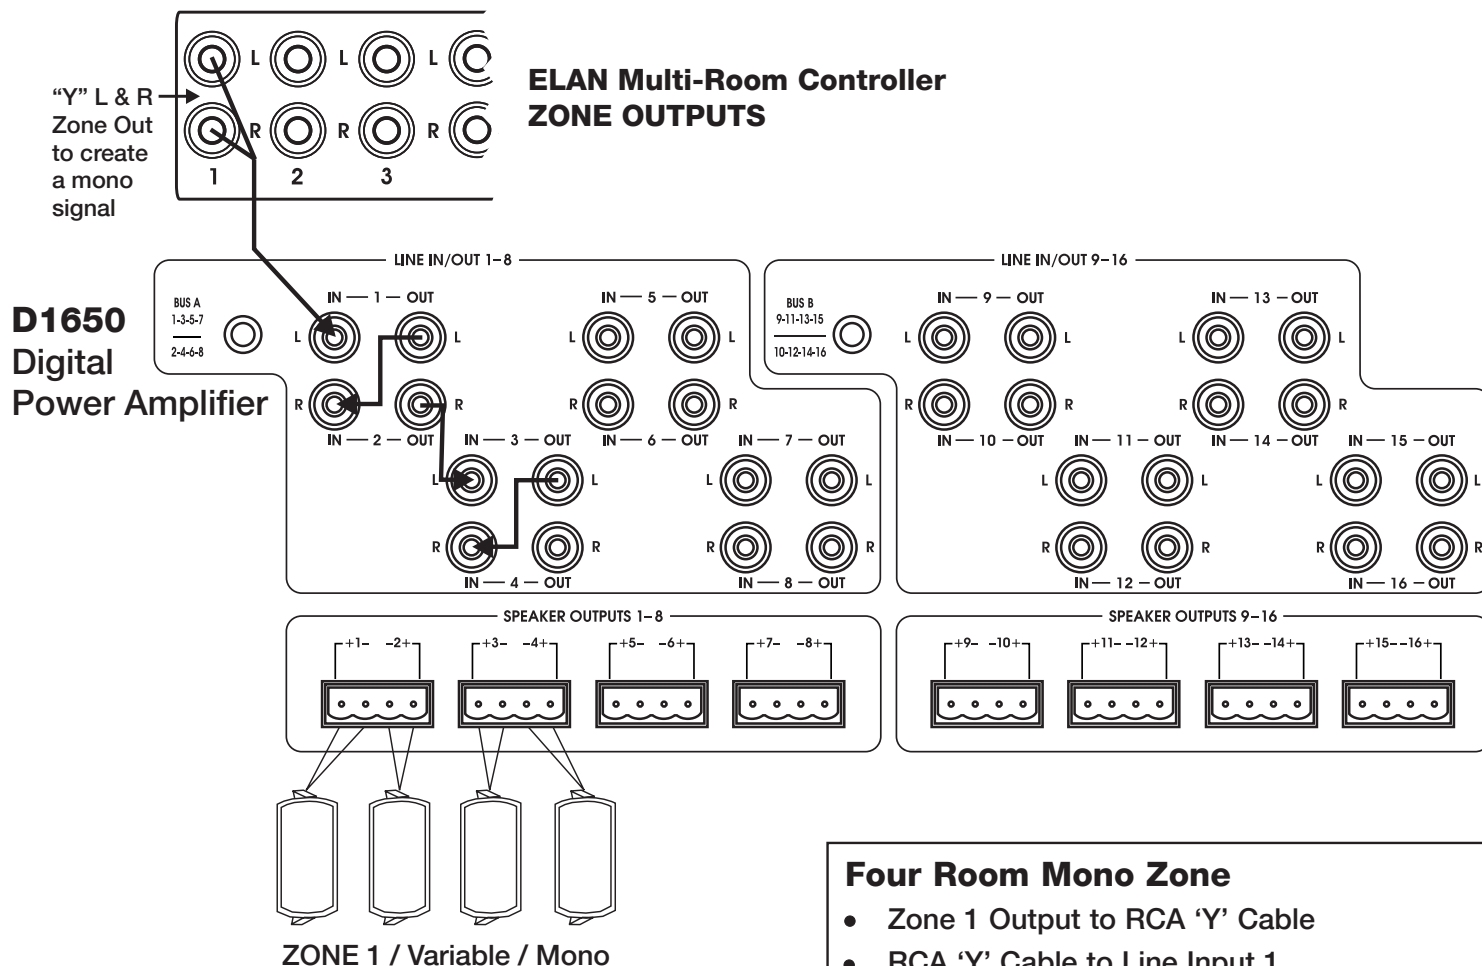 “Y” L & R
Zone Out
to create
a mono
signal
L L L
R R R
1 2 3
ELAN Multi-Room Controller
ZONE OUTPUTS
D1650
Digital
Power Amplifier
LINE IN/OUT 1–8
BUS A
1-3-5-7
2-4-6-8
IN — 1 — OUT
IN — 5 — OUT
L L L L
R R R R
IN — 2 — OUT
IN — 3 — OUT
IN — 6 — OUT
IN — 7 — OUT
L L L L
R R R R
IN — 4 — OUT
IN — 8 — OUT
LINE IN/OUT 9–16
BUS B
9-11-13-15
10-12-14-16
IN — 9 — OUT
IN — 13 — OUT
L L L L
R R R R
IN — 10 — OUT
IN — 11 — OUT
IN — 14 — OUT
IN — 15 — OUT
L L L L
R R R R
IN — 12 — OUT
IN — 16 — OUT
SPEAKER OUTPUTS 1–8
+1- -2+
+3- -4+
+5- -6+
+7- -8+
SPEAKER OUTPUTS 9–16
+9- -10+
+11- -12+
+13- -14+
+15- -16+
ZONE 1 / Variable / Mono
Four Room Mono Zone
• Zone 1 Output to RCA ‘Y’ Cable
• RCA ‘Y’ Cable to Line Input 1